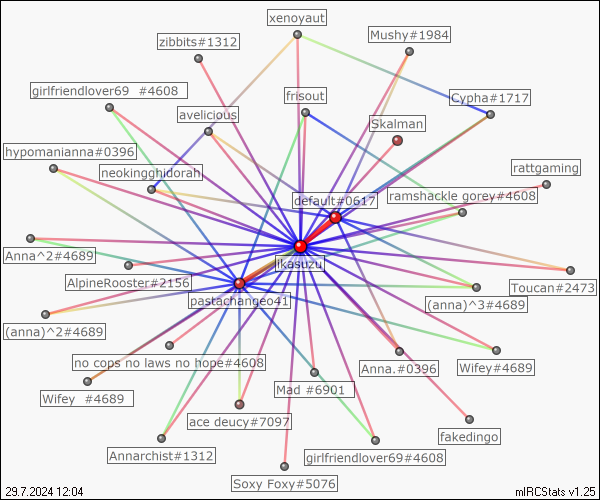 xenoyaut
Mushy#1984
zibbits#1312
girlfriendlover69  #4608
frisout
Cypha#1717
avelicious
Skalman
hypomanianna#0396
neokingghidorah
rattgaming
default#0617
ramshackle gorey#4608
Anna^2#4689
ikasuzu
AlpineRooster#2156
Toucan#2473
pastachangeo41
(anna)^3#4689
(anna)^2#4689
no cops no laws no hope#4608
Anna.#0396
Wifey#4689
Wifey  #4689
Mad #6901
ace deucy#7097
fakedingo
Annarchist#1312
girlfriendlover69#4608
Soxy Foxy#5076
29.7.2024 12:04
mIRCStats v1.25